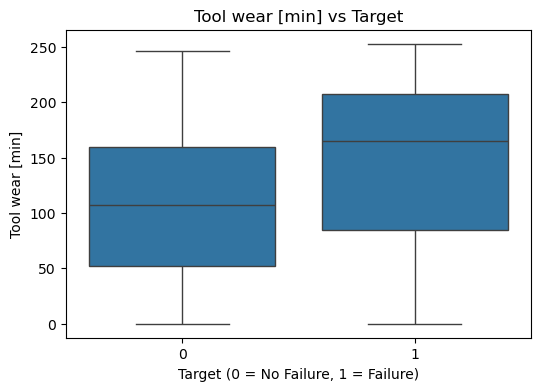 Tool wear [min] vs Target
Tool wear [min]
250
200
150
100
50
0
0 1
Target (0 = No Failure, 1 = Failure)